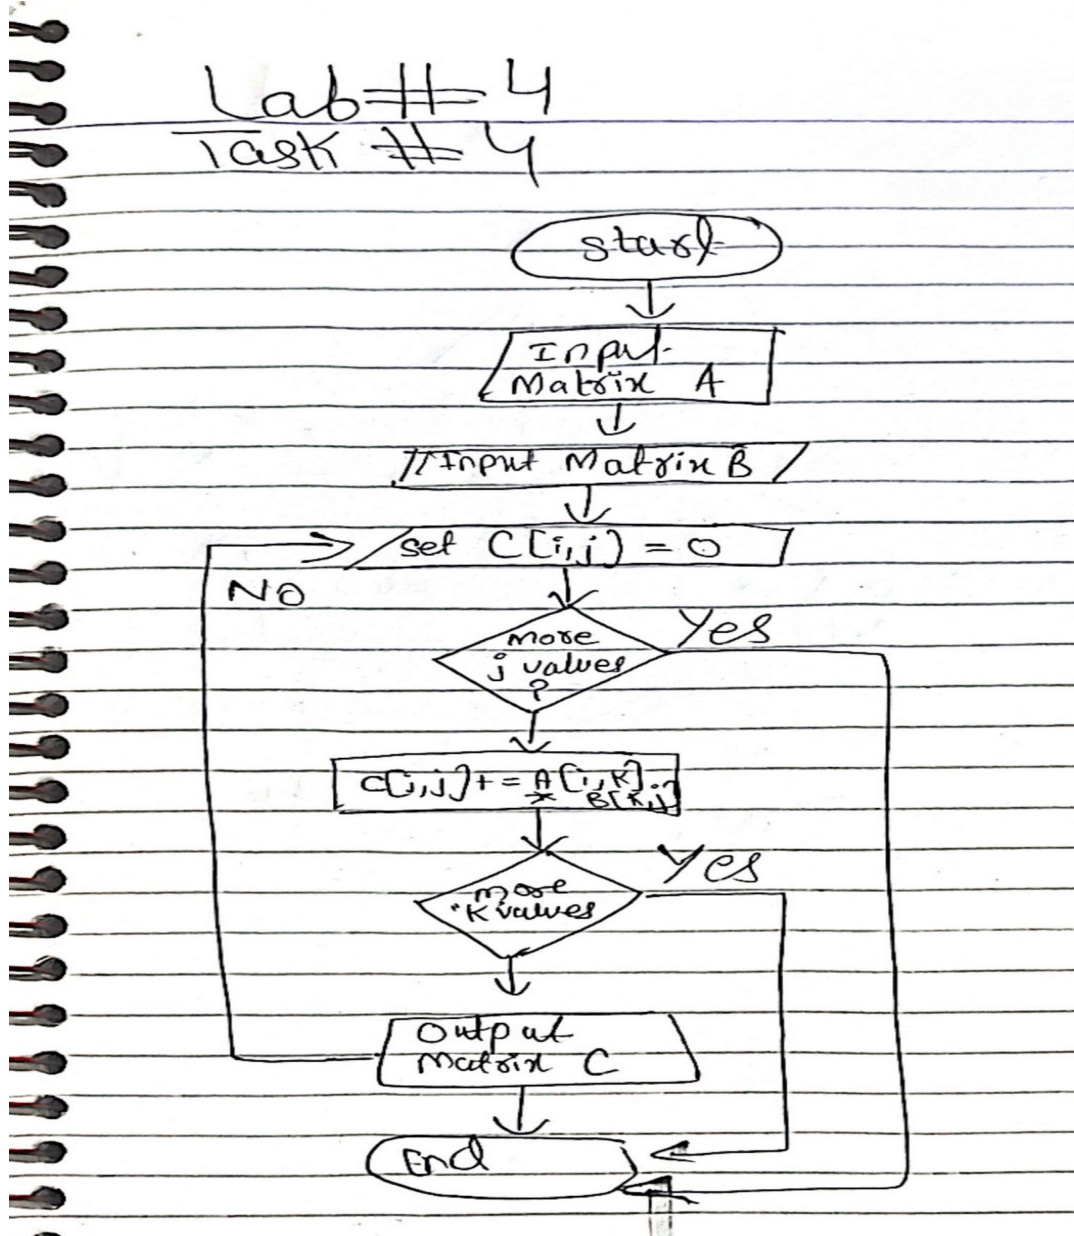 Lab # 4
Task # 4
Start
Input
Matrix A
Input Matrix B
set C[i,j) = 0
NO
more
j values
?
Yes
C[i,j] + = A [i,K]
* B[K,j]
more
K values
Yes
Output
Matrix C
End